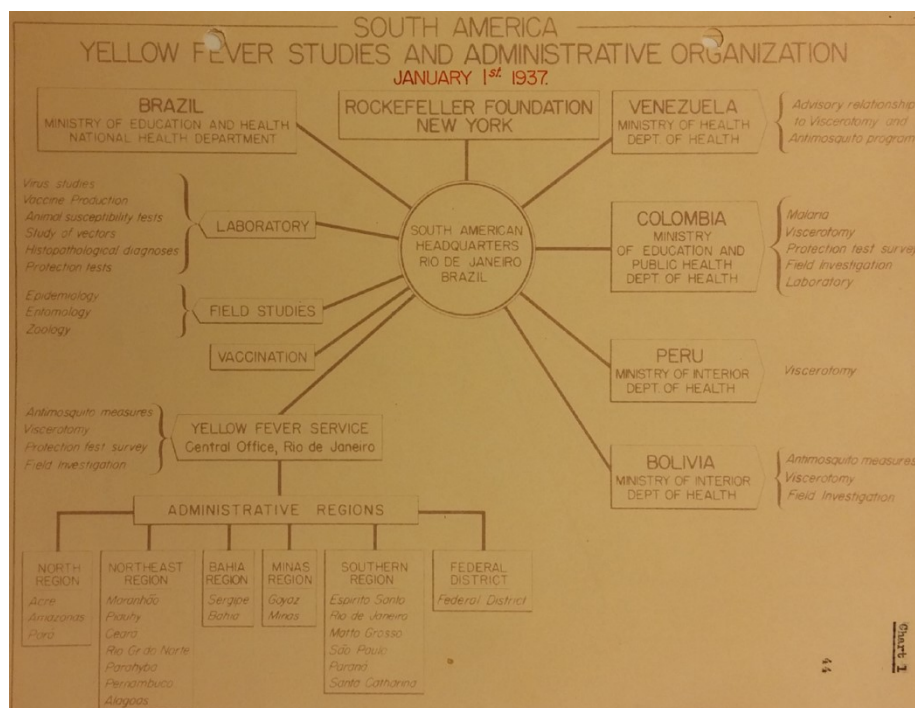 SOUTH AMERICA
YELLOW FEVER STUDIES AND ADMINISTRATIVE ORGANIZATION
JANUARY 1st. 1937.
BRAZIL
MINISTRY OF EDUCATION AND HEALTH
NATIONAL HEALTH DEPARTMENT
ROCKEFELLER FOUNDATION
NEW YORK
VENEZUELA
MINISTRY OF HEALTH
DEPT. OF HEALTH
Advisory relationship
to Viscerotomy and
Antimosquito program
Virus studies
Vaccine Production
Animal susceptibility tests
Study of vectors
Histopathological diagnoses
Protection tests
LABORATORY
SOUTH AMERICAN
HEADQUARTERS
RIO DE JANEIRO
BRAZIL
COLOMBIA
MINISTRY
OF EDUCATION AND
PUBLIC HEALTH
DEPT OF HEALTH
Malaria
Viscerotomy
Protection test survey
Field Investigation
Laboratory
Epidemiology
Entomology
Zoology
FIELD STUDIES
VACCINATION
PERU
MINISTRY OF INTERIOR
DEPT. OF HEALTH
Viscerotomy
Antimosquito measures
Viscerotomy
Protection test survey
Field Investigation
YELLOW FEVER SERVICE
Central Office, Rio de Janeiro
BOLIVIA
MINISTRY OF INTERIOR
DEPT OF HEALTH
Antimosquito measures
Viscerotomy
Field Investigation
ADMINISTRATIVE REGIONS
NORTH
REGION
Acre
Amazonas
Pará
NORTHEAST
REGION
Maranhão
Piauhy
Ceara
Rio Gr. do Norte
Parahyba
Pernambuco
Alagoas
BAHIA
REGION
Sergipe
Bahia
MINAS
REGION
Goyaz
Minas
SOUTHERN
REGION
Espirito Santo
Rio de Janeiro
Matto Grosso
São Paulo
Paraná
Santa Catharina
FEDERAL
DISTRICT
Federal District
Chart 1
44